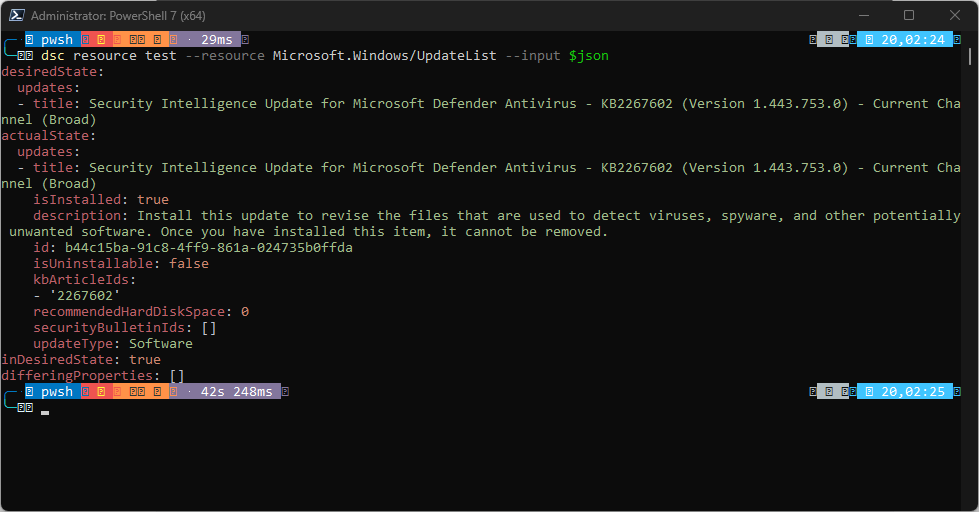 Administrator: PowerShell 7 (x64)
pwsh · 29ms 20,02:24
dsc resource test --resource Microsoft.Windows/UpdateList --input $json
desiredState:
updates:
- title: Security Intelligence Update for Microsoft Defender Antivirus - KB2267602 (Version 1.443.753.0) - Current Cha
nnel (Broad)
actualState:
updates:
- title: Security Intelligence Update for Microsoft Defender Antivirus - KB2267602 (Version 1.443.753.0) - Current Cha
nnel (Broad)
isInstalled: true
description: Install this update to revise the files that are used to detect viruses, spyware, and other potentially
unwanted software. Once you have installed this item, it cannot be removed.
id: b44c15ba-91c8-4ff9-861a-024735b0ffda
isUninstallable: false
kbArticleIds:
- '2267602'
recommendedHardDiskSpace: 0
securityBulletinIds: []
updateType: Software
inDesiredState: true
differingProperties: []
pwsh · 42s 248ms 20,02:25